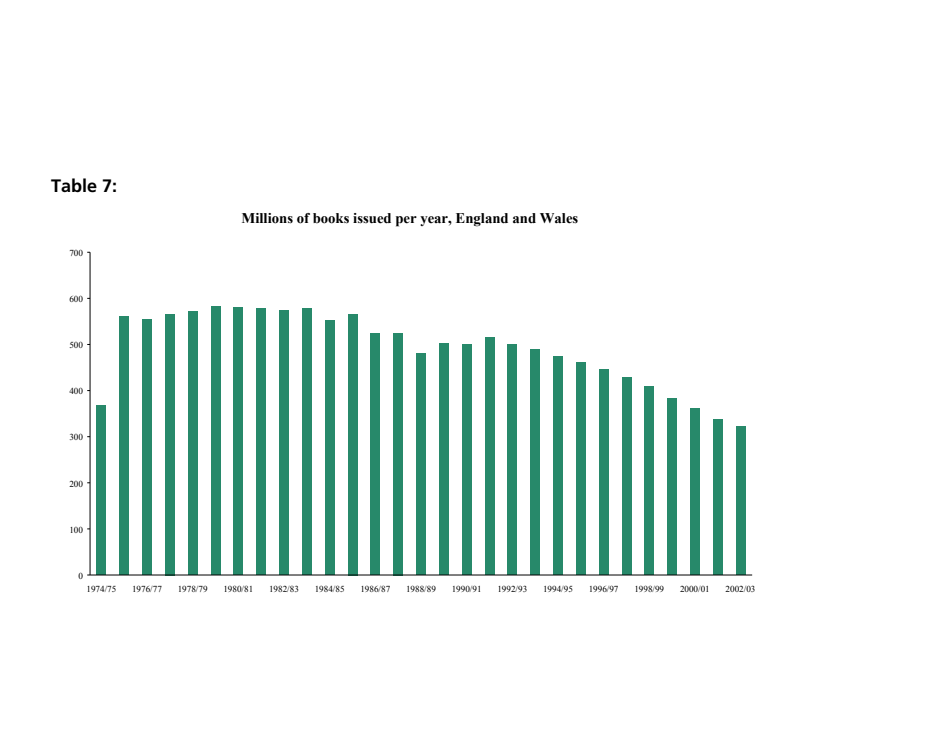 Table 7:
Millions of books issued per year, England and Wales
700
600
500
400
300
200
100
0
1974/75 1976/77 1978/79 1980/81 1982/83 1984/85 1986/87 1988/89 1990/91 1992/93 1994/95 1996/97 1998/99 2000/01 2002/03